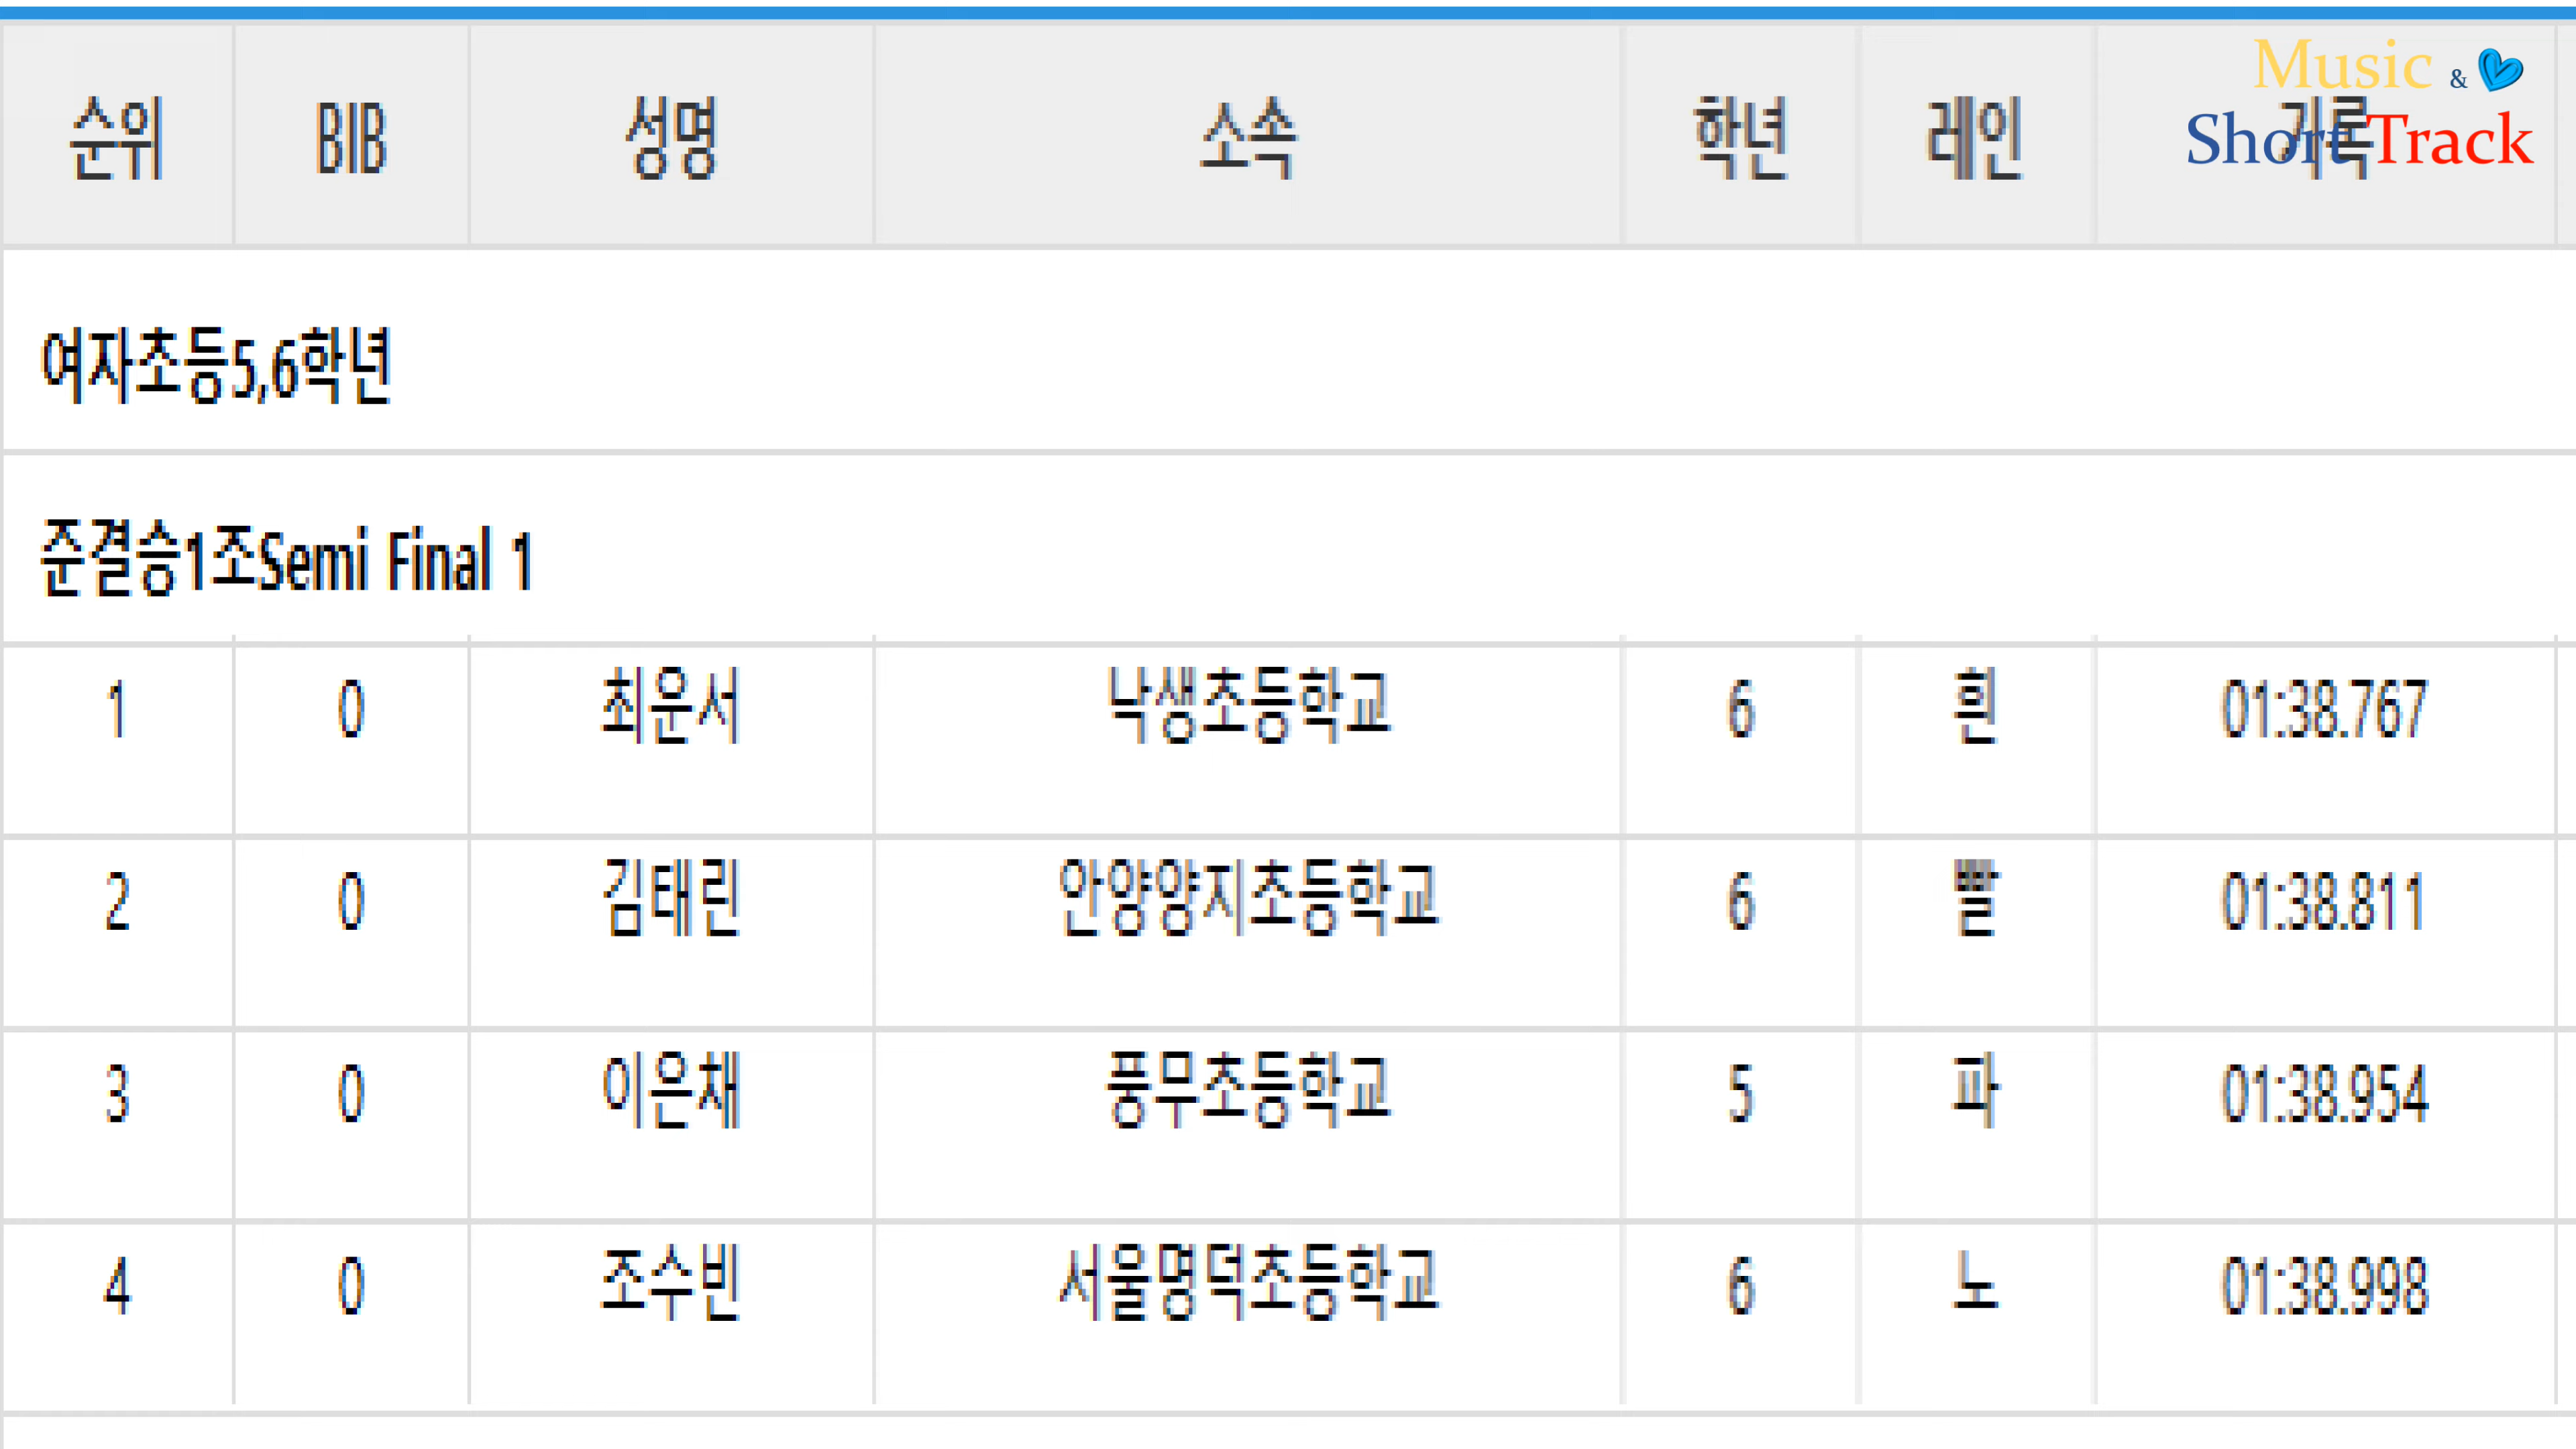 순위 BIB 성명 소속 학년 레인 기록
Music &
Short Track
여자초등5,6학년
준결승1조Semi Final 1
1 0 최운서 낙생초등학교 6 흰 01:38.767
2 0 김태린 안양양지초등학교 6 빨 01:38.811
3 0 이은채 풍무초등학교 5 파 01:38.954
4 0 조수빈 서울명덕초등학교 6 노 01:38.998